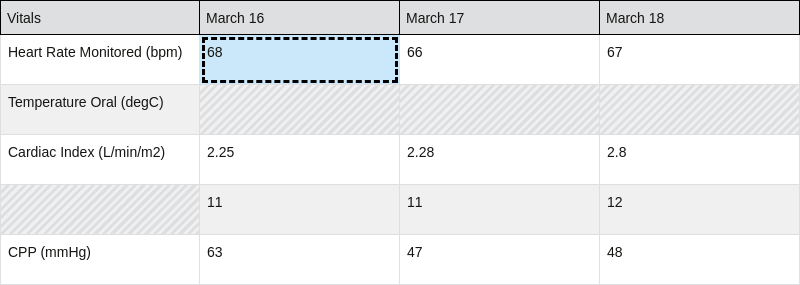 Vitals March 16 March 17 March 18
Heart Rate Monitored (bpm) 68 66 67
Temperature Oral (degC)
Cardiac Index (L/min/m2) 2.25 2.28 2.8
11 11 12
CPP (mmHg) 63 47 48